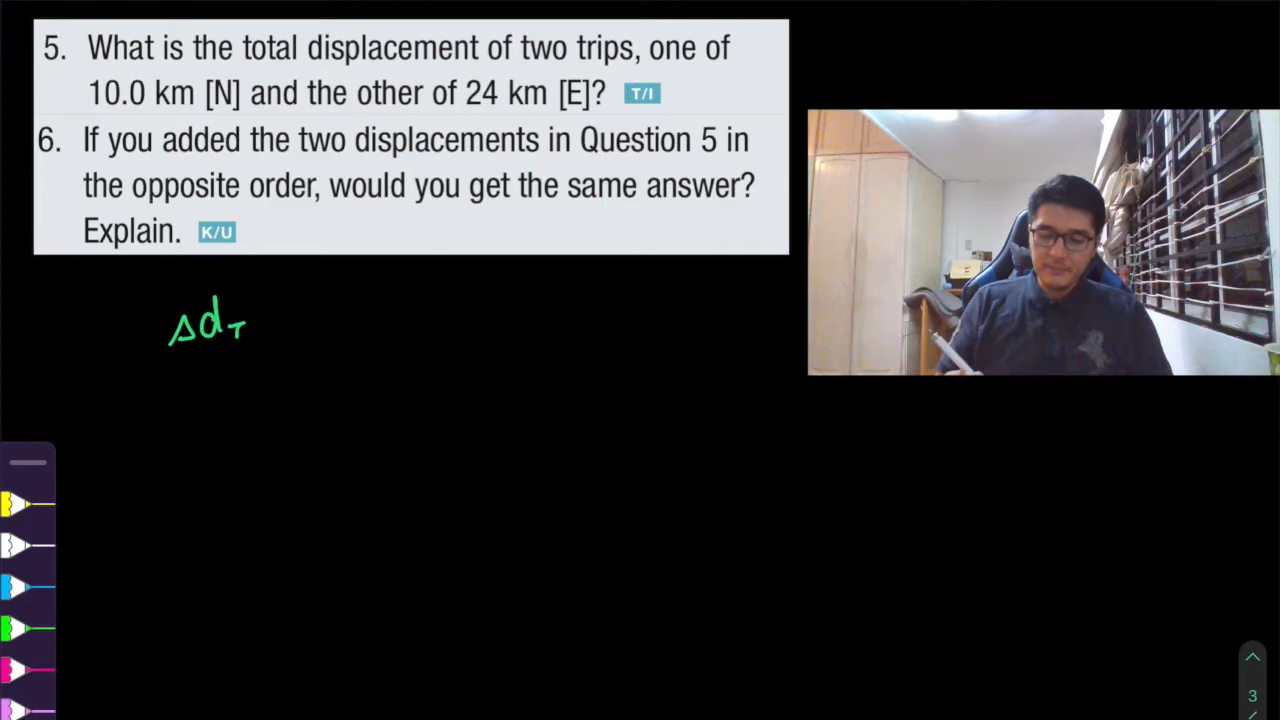 5. What is the total displacement of two trips, one of
10.0 km [N] and the other of 24 km [E]? T/I
6. If you added the two displacements in Question 5 in
the opposite order, would you get the same answer?
Explain. K/U
Δd_T
3